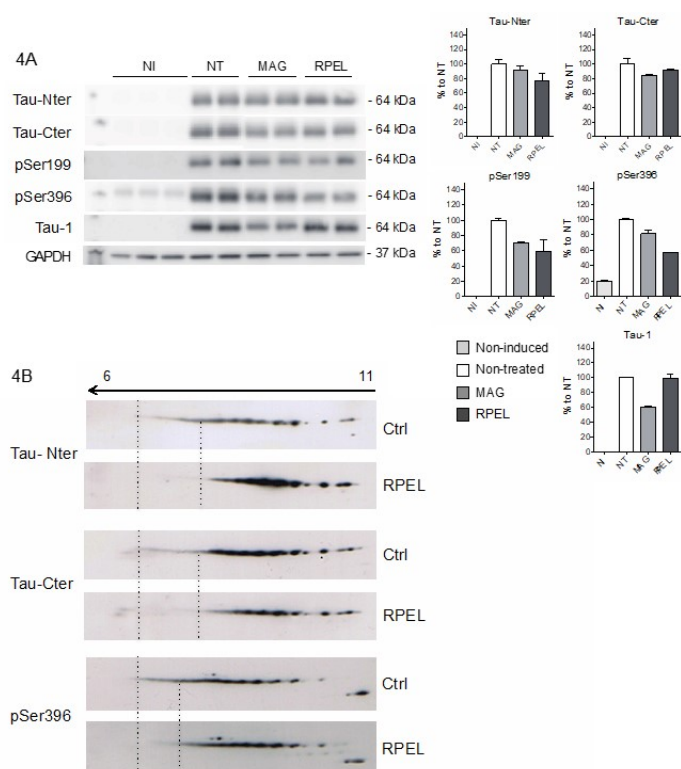 4A
NI NT MAG RPEL
Tau-Nter - 64 kDa
Tau-Cter - 64 kDa
pSer199 - 64 kDa
pSer396 - 64 kDa
Tau-1 - 64 kDa
GAPDH - 37 kDa
Tau-Nter
% to NT
140
120
100
80
60
40
20
0
NI NT MAG RPEL
Tau-Cter
% to NT
140
120
100
80
60
40
20
0
NI NT MAG RPEL
pSer199
% to NT
140
120
100
80
60
40
20
0
NI NT MAG RPEL
pSer396
% to NT
140
120
100
80
60
40
20
0
NI NT MAG RPEL
Non-induced
Non-treated
MAG
RPEL
Tau-1
% to NT
140
120
100
80
60
40
20
0
NI NT MAG RPEL
4B
6 11
Tau- Nter
Ctrl
RPEL
Tau-Cter
Ctrl
RPEL
pSer396
Ctrl
RPEL